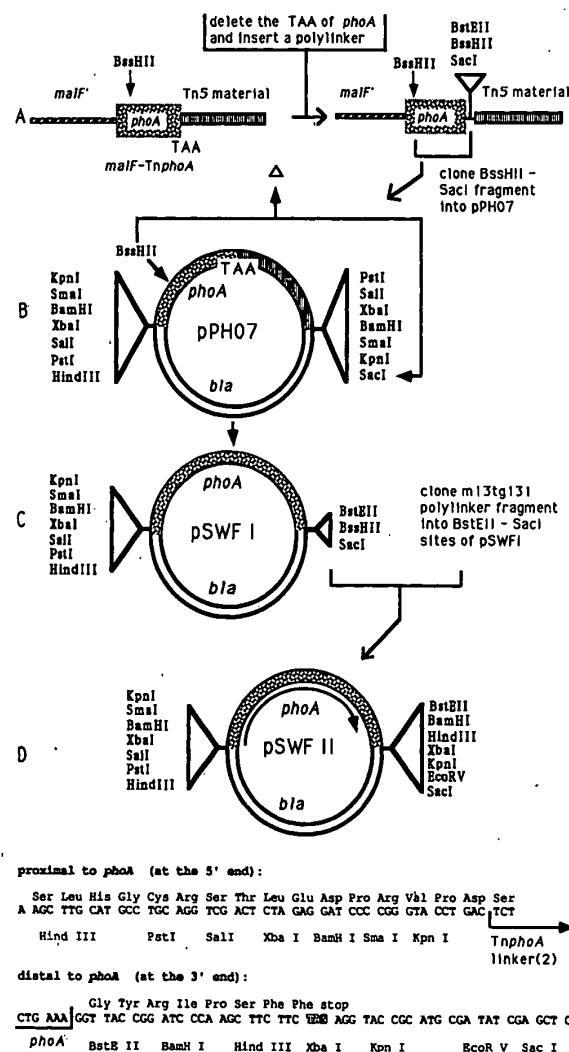 delete the TAA of phoA
and insert a polylinker
BstEII
BssHII
SacI
BssHII
BssHII
malF'
Tn5 material
malF'
Tn5 material
A
phoA
phoA
TAA
malF-TnphoA
Δ
clone BssHII -
SacI fragment
into pPH07
BssHII
TAA
KpnI
SmaI
BamHI
XbaI
SalI
PstI
HindIII
B
phoA
pPH07
bla
PstI
SalI
XbaI
BamHI
SmaI
KpnI
SacI
KpnI
SmaI
BamHI
XbaI
SalI
PstI
HindIII
C
phoA
pSWF I
bla
BstEII
BssHII
SacI
clone m13tg131
polylinker fragment
into BstEII - SacI
sites of pSWFI
KpnI
SmaI
BamHI
XbaI
SalI
PstI
HindIII
D
phoA
pSWF II
bla
BstEII
BamHI
HindIII
XbaI
KpnI
EcoRV
SacI
proximal to phoA (at the 5' end):
Ser Leu His Gly Cys Arg Ser Thr Leu Glu Asp Pro Arg Val Pro Asp Ser
A AGC TTG CAT GCC TGC AGG TCG ACT CTA GAG GAT CCC CGG GTA CCT GAC TCT
Hind III PstI SalI Xba I BamH I Sma I Kpn I
TnphoA
linker(2)
distal to phoA (at the 3' end):
Gly Tyr Arg Ile Pro Ser Phe Phe stop
CTG AAA GGT TAC CGG ATC CCA AGC TTC TTC AGG TAC CGC ATG CGA TAT CGA GCT C
phoA BstE II BamH I Hind III Xba I Kpn I EcoR V Sac I